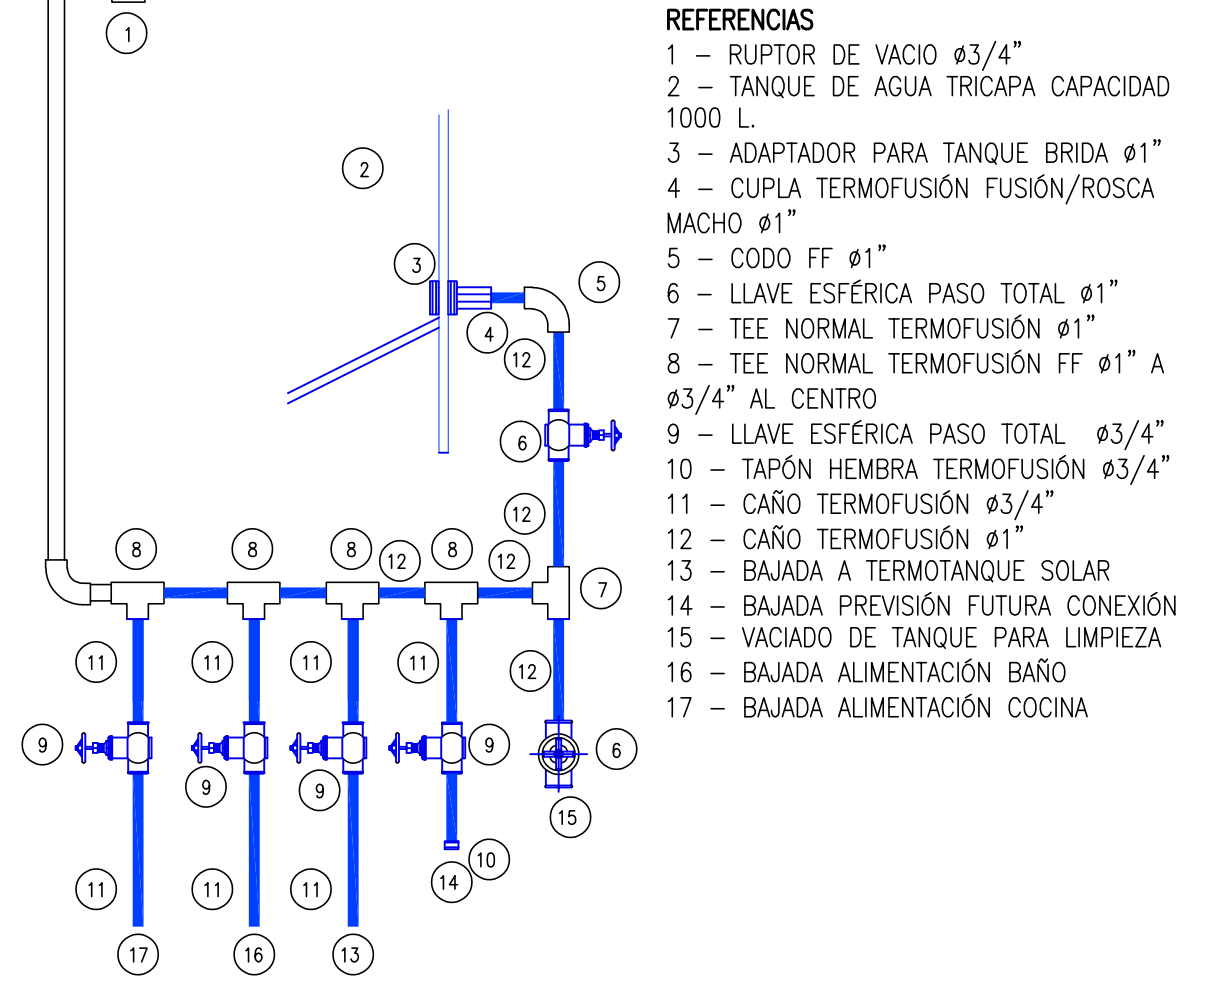 REFERENCIAS
1 – RUPTOR DE VACIO ø3/4”
2 – TANQUE DE AGUA TRICAPA CAPACIDAD
1000 L.
3 – ADAPTADOR PARA TANQUE BRIDA ø1”
4 – CUPLA TERMOFUSIÓN FUSIÓN/ROSCA
MACHO ø1”
5 – CODO FF ø1”
6 – LLAVE ESFÉRICA PASO TOTAL ø1”
7 – TEE NORMAL TERMOFUSIÓN ø1”
8 – TEE NORMAL TERMOFUSIÓN FF ø1” A
ø3/4” AL CENTRO
9 – LLAVE ESFÉRICA PASO TOTAL ø3/4”
10 – TAPÓN HEMBRA TERMOFUSIÓN ø3/4”
11 – CAÑO TERMOFUSIÓN ø3/4”
12 – CAÑO TERMOFUSIÓN ø1”
13 – BAJADA A TERMOTANQUE SOLAR
14 – BAJADA PREVISIÓN FUTURA CONEXIÓN
15 – VACIADO DE TANQUE PARA LIMPIEZA
16 – BAJADA ALIMENTACIÓN BAÑO
17 – BAJADA ALIMENTACIÓN COCINA
1
2
3
5
4
12
6
12
8
8
8
12
8
12
7
11
11
11
11
12
9
9
9
9
6
15
10
14
11
11
11
17
16
13